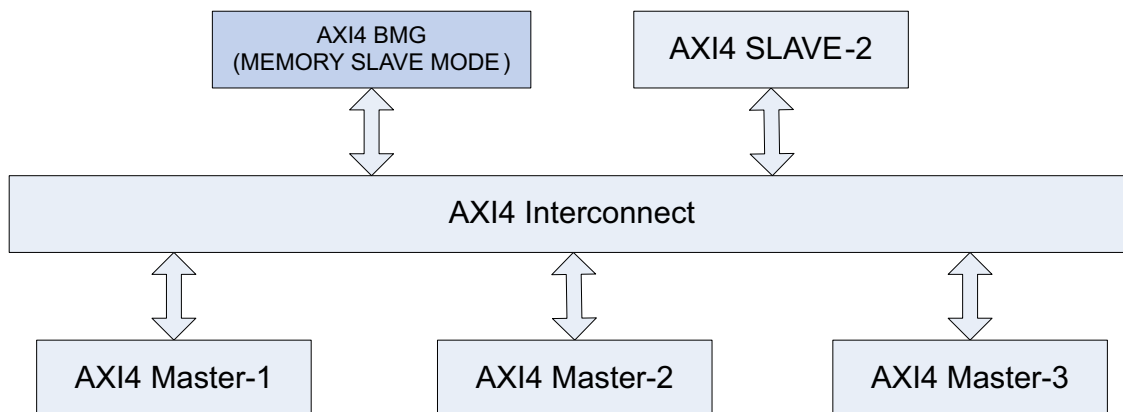 AXI4 BMG
(MEMORY SLAVE MODE)
AXI4 SLAVE-2
AXI4 Interconnect
AXI4 Master-1
AXI4 Master-2
AXI4 Master-3